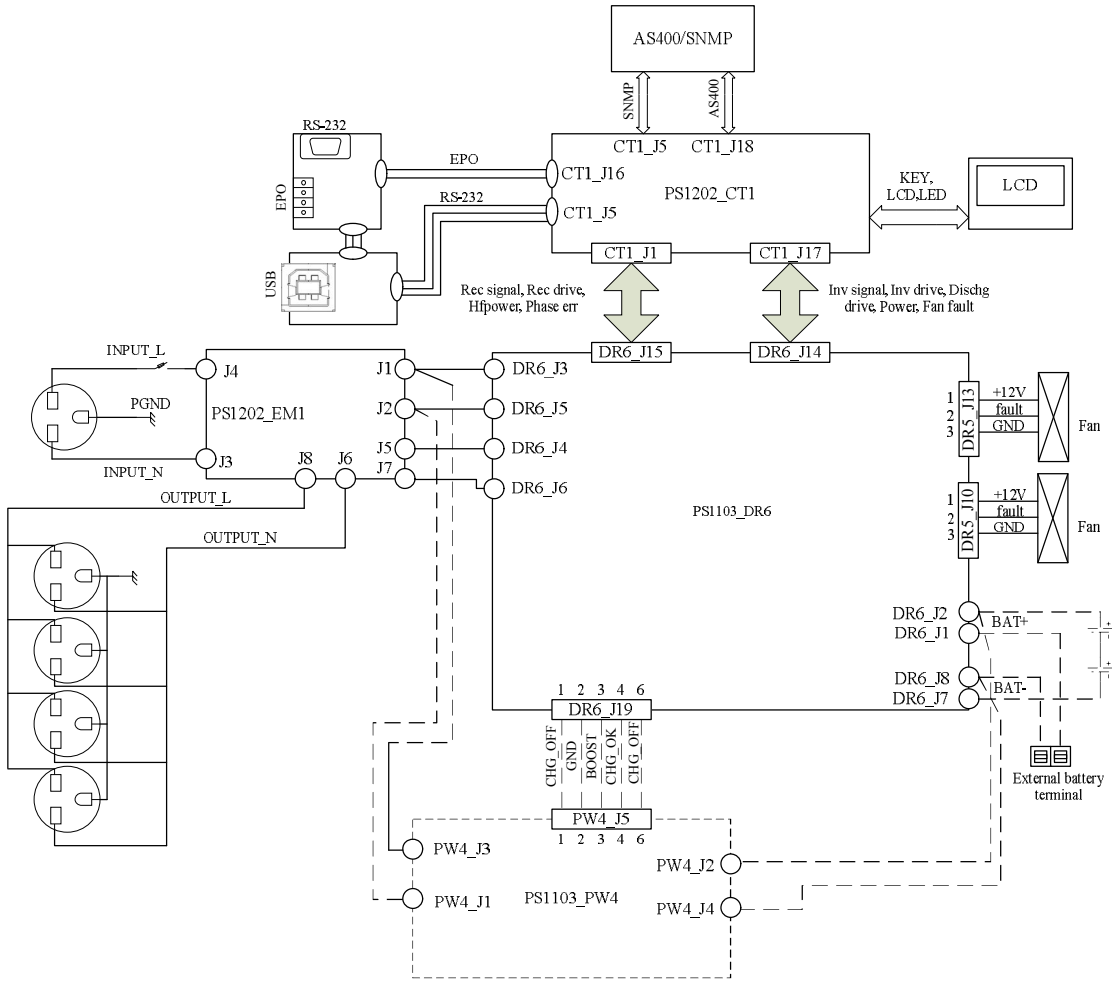 AS400/SNMP
SNMP
AS400
RS-232
EPO
EPO
RS-232
USB
CT1_J5
CT1_J18
CT1_J16
PS1202_CT1
CT1_J5
CT1_J1
CT1_J17
KEY,
LCD,LED
LCD
Rec signal, Rec drive,
Hfpower, Phase err
Inv signal, Inv drive, Dischg
drive, Power, Fan fault
DR6_J15
DR6_J14
INPUT_L
PGND
INPUT_N
J4
PS1202_EM1
J3
J1
J2
J5
J7
J8
J6
OUTPUT_L
OUTPUT_N
DR6_J3
DR6_J5
DR6_J4
DR6_J6
PS1103_DR6
1
2
3
DR5_J13
+12V
fault
GND
Fan
1
2
3
DR5_J10
+12V
fault
GND
Fan
DR6_J2
DR6_J1
BAT+
DR6_J8
DR6_J7
BAT-
+
+
External battery
terminal
1 2 3 4 6
DR6_J19
CHG_OFF
GND
BOOST
CHG_OK
CHG_OFF
PW4_J5
1 2 3 4 6
PW4_J3
PW4_J1
PS1103_PW4
PW4_J2
PW4_J4